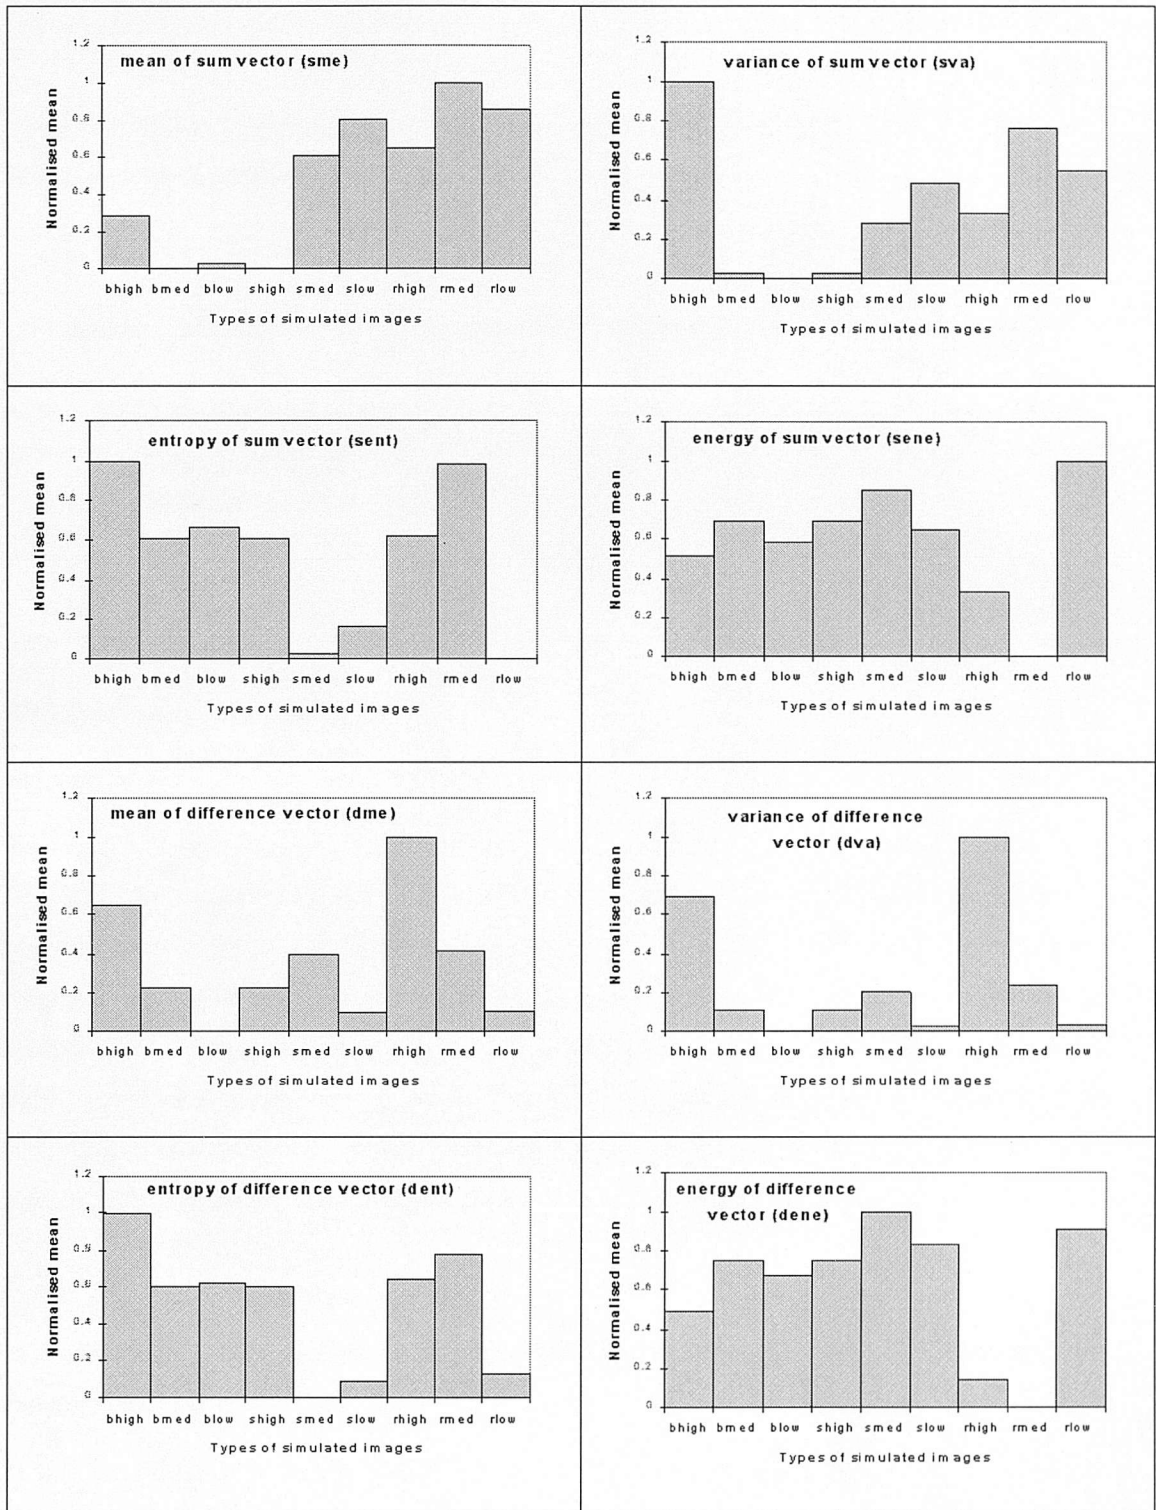 mean of sum vector (sme)
Normalised mean
1.2
1
0.8
0.6
0.4
0.2
0
bhigh bmed blow shigh smed slow rhigh rmed rlow
Types of simulated images
variance of sum vector (sva)
Normalised mean
1.2
1
0.8
0.6
0.4
0.2
0
bhigh bmed blow shigh smed slow rhigh rmed rlow
Types of simulated images
entropy of sum vector (sent)
Normalised mean
1.2
1
0.8
0.6
0.4
0.2
0
bhigh bmed blow shigh smed slow rhigh rmed rlow
Types of simulated images
energy of sum vector (sene)
Normalised mean
1.2
1
0.8
0.6
0.4
0.2
0
bhigh bmed blow shigh smed slow rhigh rmed rlow
Types of simulated images
mean of difference vector (dme)
Normalised mean
1.2
1
0.8
0.6
0.4
0.2
0
bhigh bmed blow shigh smed slow rhigh rmed rlow
Types of simulated images
variance of difference
vector (dva)
Normalised mean
1.2
1
0.8
0.6
0.4
0.2
0
bhigh bmed blow shigh smed slow rhigh rmed rlow
Types of simulated images
entropy of difference vector (dent)
Normalised mean
1.2
1
0.8
0.6
0.4
0.2
0
bhigh bmed blow shigh smed slow rhigh rmed rlow
Types of simulated images
energy of difference
vector (dene)
Normalised mean
1.2
1
0.8
0.6
0.4
0.2
0
bhigh bmed blow shigh smed slow rhigh rmed rlow
Types of simulated images